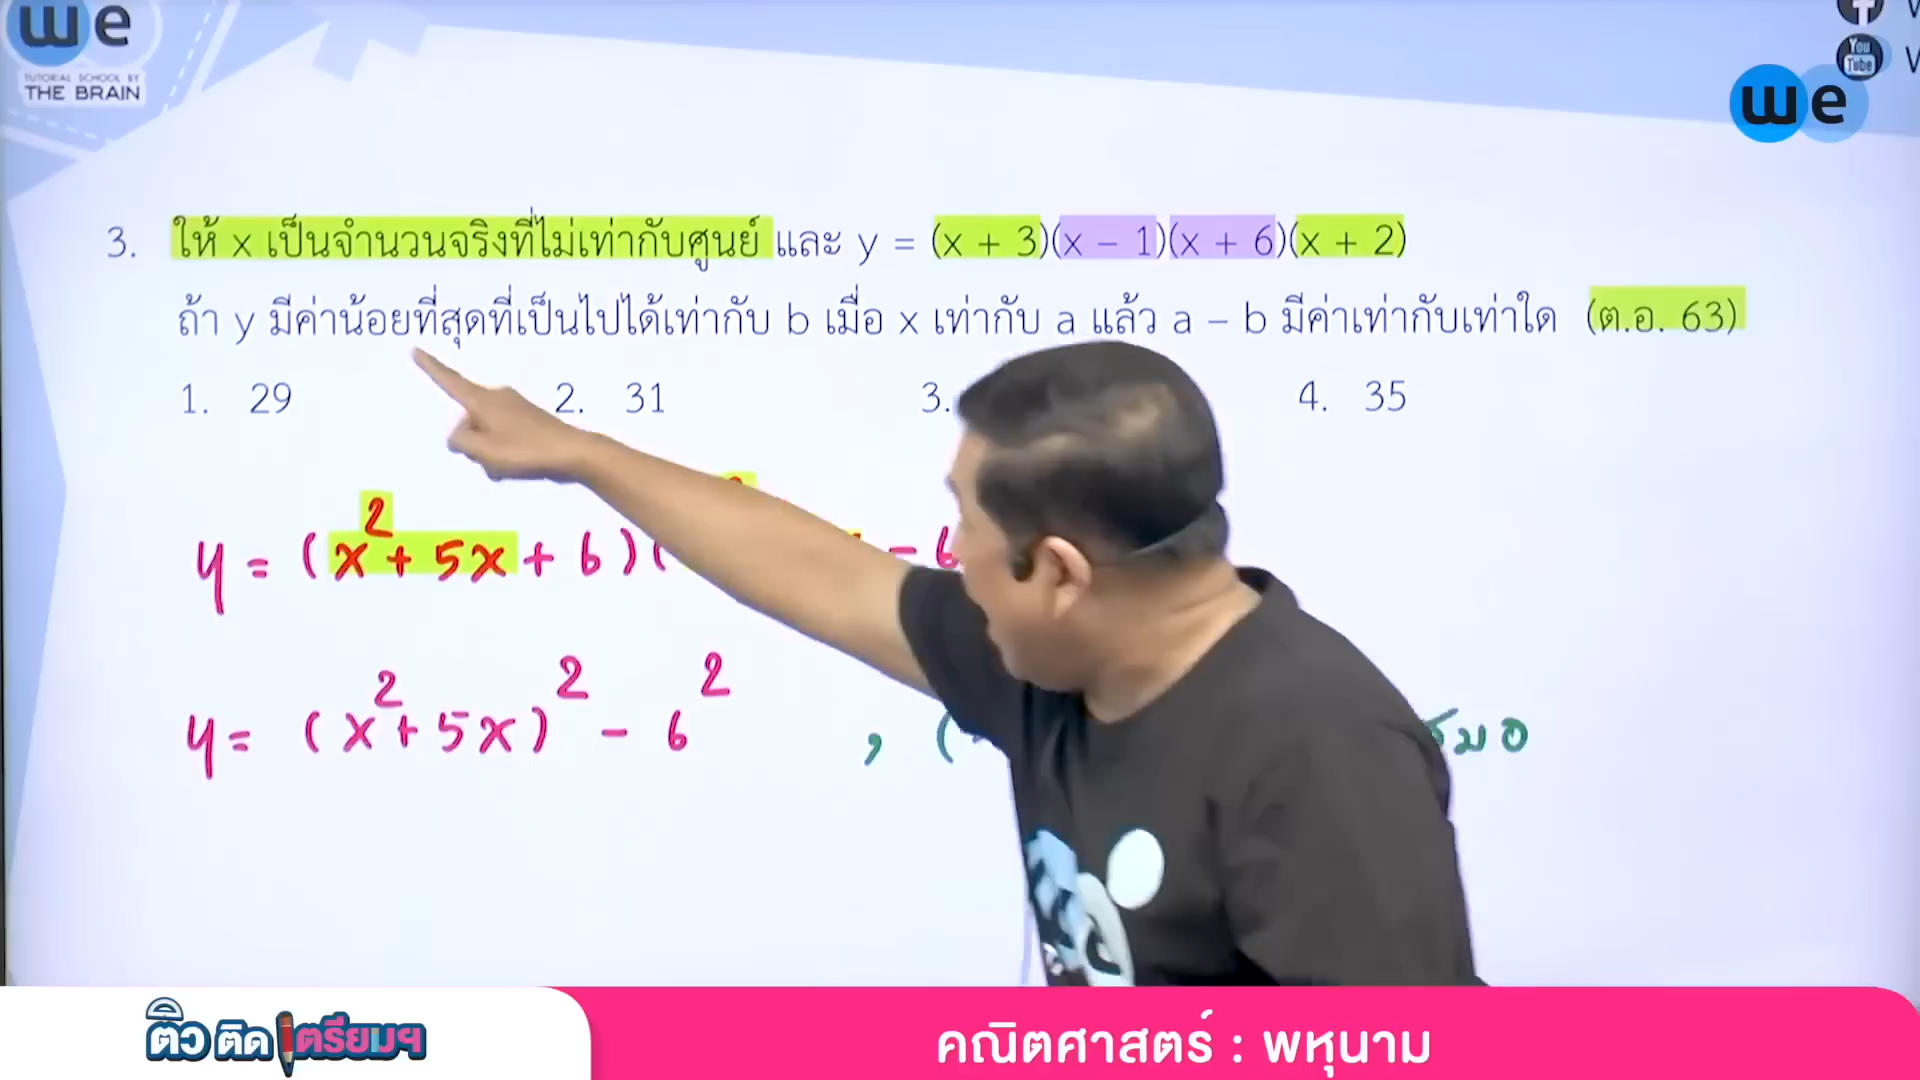 we
TUTORIAL SCHOOL BY
THE BRAIN
You
Tube
we
3. ให้ x เป็นจำนวนจริงที่ไม่เท่ากับศูนย์ และ y = (x + 3)(x – 1)(x + 6)(x + 2)
ถ้า y มีค่าน้อยที่สุดที่เป็นไปได้เท่ากับ b เมื่อ x เท่ากับ a แล้ว a – b มีค่าเท่ากับเท่าใด (ต.อ. 63)
1. 29 2. 31 3. 4. 35
y = (x² + 5x + 6)( – 6
y = (x² + 5x)² – 6² , (
ติว ติด เตรียมฯ
คณิตศาสตร์ : พหุนาม